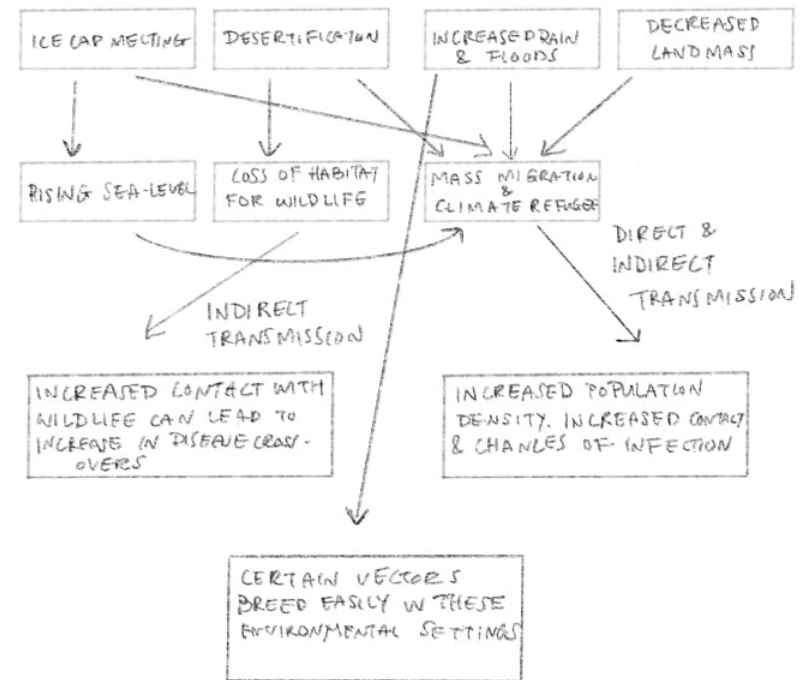 ICE CAP MELTING
DESERTIFICATION
INCREASED RAIN
& FLOODS
DECREASED
LANDMASS
RISING SEA-LEVEL
LOSS OF HABITAT
FOR WILDLIFE
MASS MIGRATION
&
CLIMATE REFUGEE
DIRECT &
INDIRECT
TRANSMISSION
INDIRECT
TRANSMISSION
INCREASED CONTACT WITH
WILDLIFE CAN LEAD TO
INCREASE IN DISEASE CROSS-
OVERS
INCREASED POPULATION
DENSITY. INCREASED CONTACT
& CHANCES OF INFECTION
CERTAIN VECTORS
BREED EASILY IN THESE
ENVIRONMENTAL SETTINGS